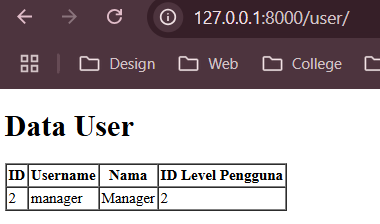 127.0.0.1:8000/user/
Design Web College
Data User
ID Username Nama ID Level Pengguna
2 manager Manager 2